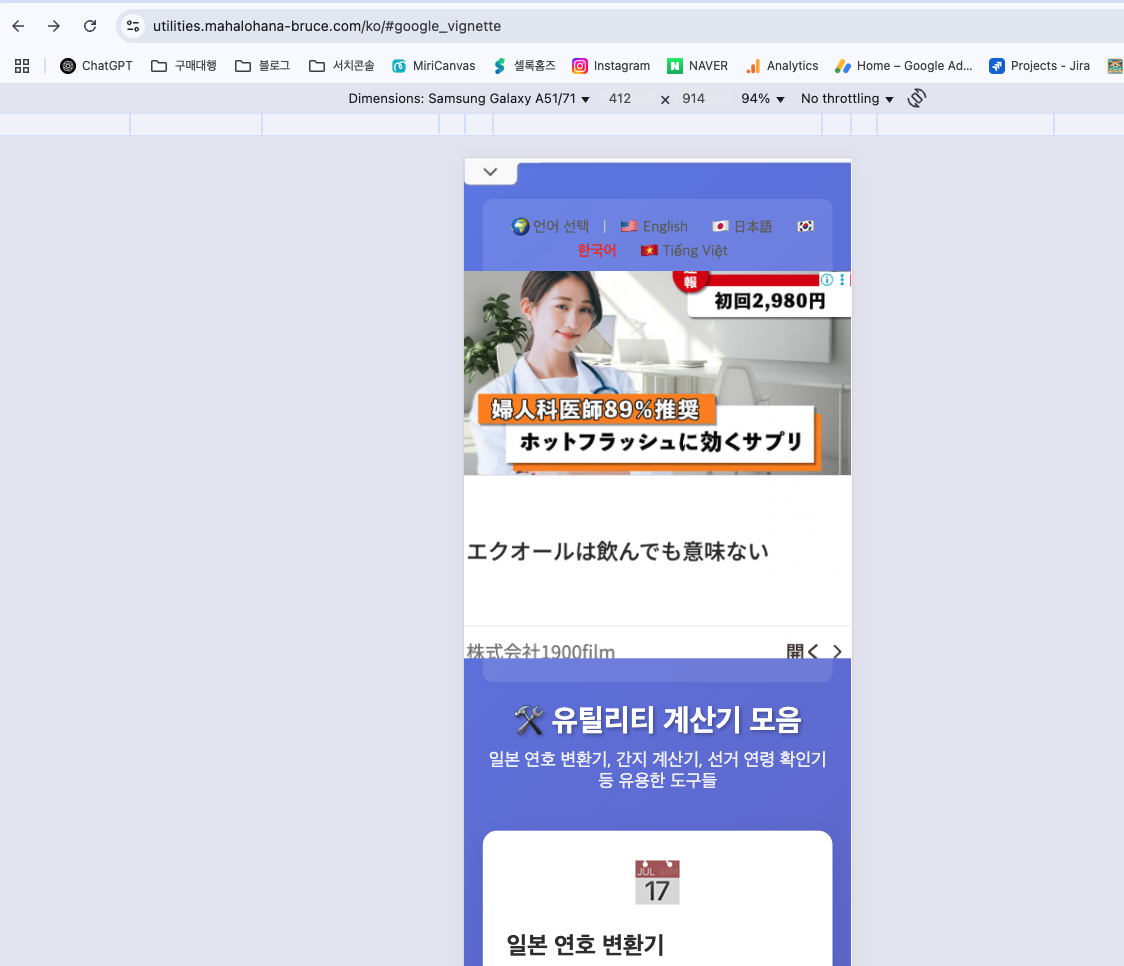 utilities.mahalohana-bruce.com/ko/#google_vignette
ChatGPT 구매대행 블로그 서치콘솔 MiriCanvas 셀록홈즈 Instagram NAVER Analytics Home – Google Ad... Projects - Jira
Dimensions: Samsung Galaxy A51/71 412 x 914 94% No throttling
언어 선택 | English 日本語
한국어 Tiếng Việt
速報
初回2,980円
婦人科医師89%推奨
ホットフラッシュに効くサプリ
エクオールは飲んでも意味ない
株式会社1900film 開く
유틸리티 계산기 모음
일본 연호 변환기, 간지 계산기, 선거 연령 확인기
등 유용한 도구들
JUL
17
일본 연호 변환기